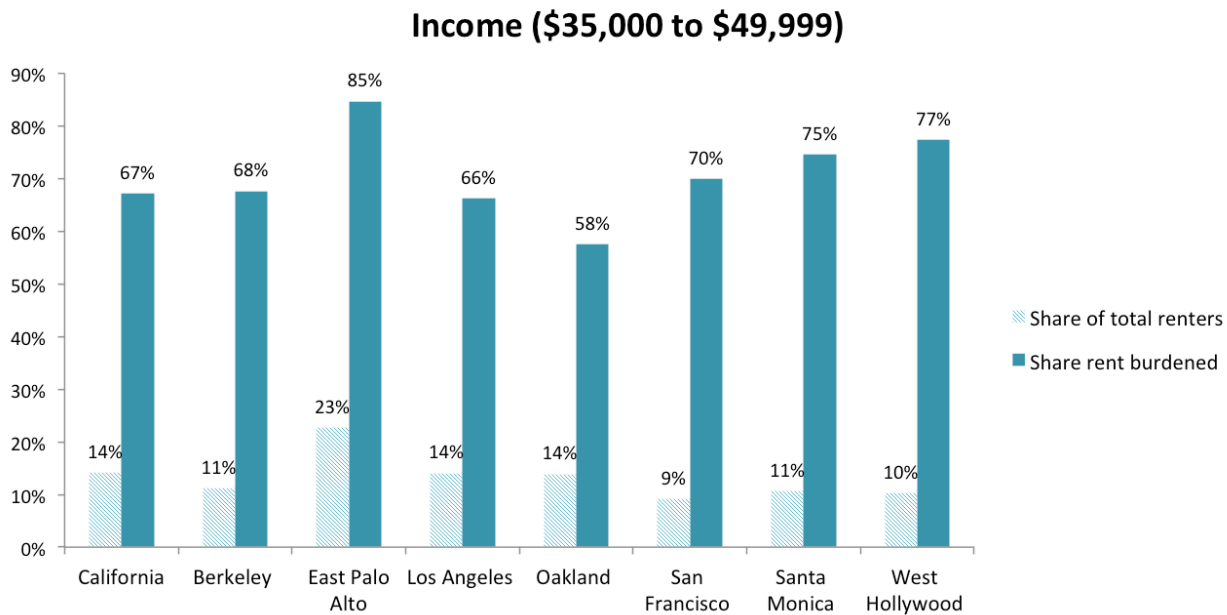 Income ($35,000 to $49,999)
90%
80%
70%
60%
50%
40%
30%
20%
10%
0%
14%
67%
11%
68%
23%
85%
14%
66%
14%
58%
9%
70%
11%
75%
10%
77%
California
Berkeley
East Palo
Alto
Los Angeles
Oakland
San
Francisco
Santa
Monica
West
Hollywood
Share of total renters
Share rent burdened